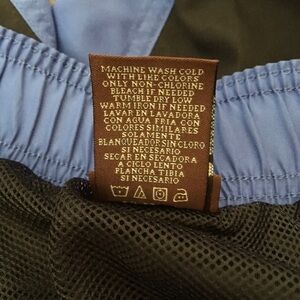 MACHINE WASH COLD
WITH LIKE COLORS
ONLY NON-CHLORINE
BLEACH IF NEEDED
TUMBLE DRY LOW
WARM IRON IF NEEDED
LAVAR EN LAVADORA
CON AGUA FRIA CON
COLORES SIMILARES
SOLAMENTE
BLANQUEADOR SIN CLORO
SI NECESARIO
SECAR EN SECADORA
A CICLO LENTO
PLANCHA TIBIA
SI NECESARIO